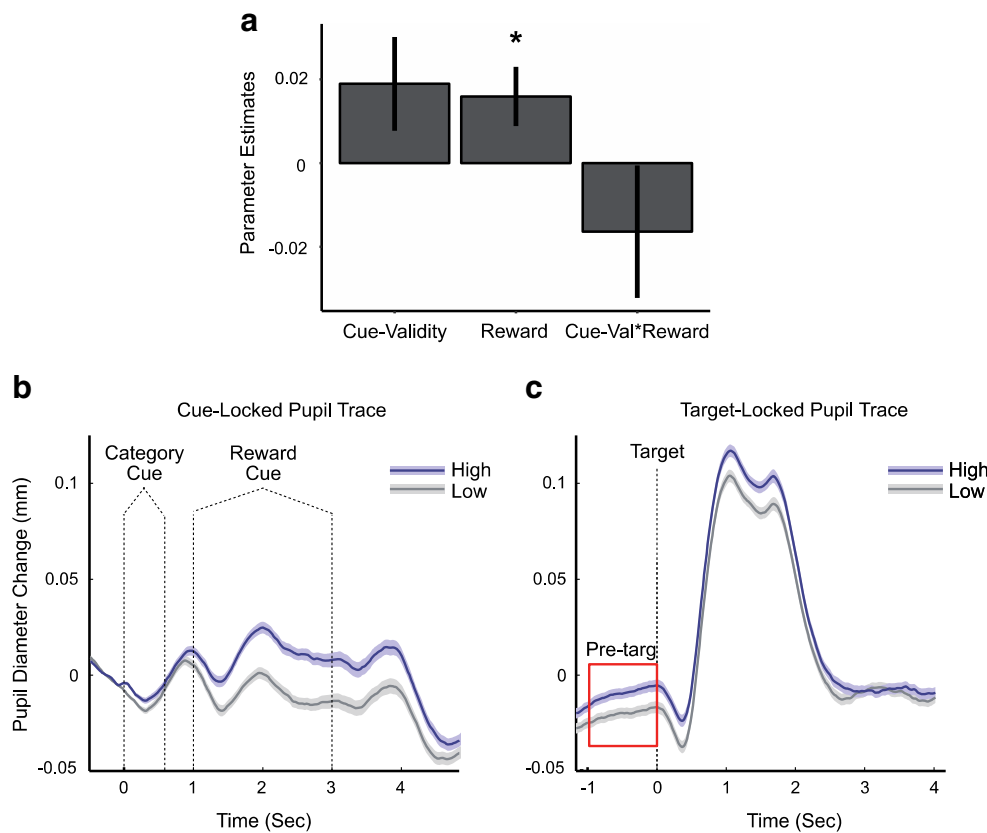 a
*
Parameter Estimates
0.02
0
-0.02
Cue-Validity Reward Cue-Val*Reward
b
Cue-Locked Pupil Trace
Category
Cue
Reward
Cue
High
Low
Pupil Diameter Change (mm)
0.1
0.05
0
-0.05
0 1 2 3 4
Time (Sec)
c
Target-Locked Pupil Trace
Target
High
Low
Pre-targ
0.1
0.05
0
-0.05
-1 0 1 2 3 4
Time (Sec)